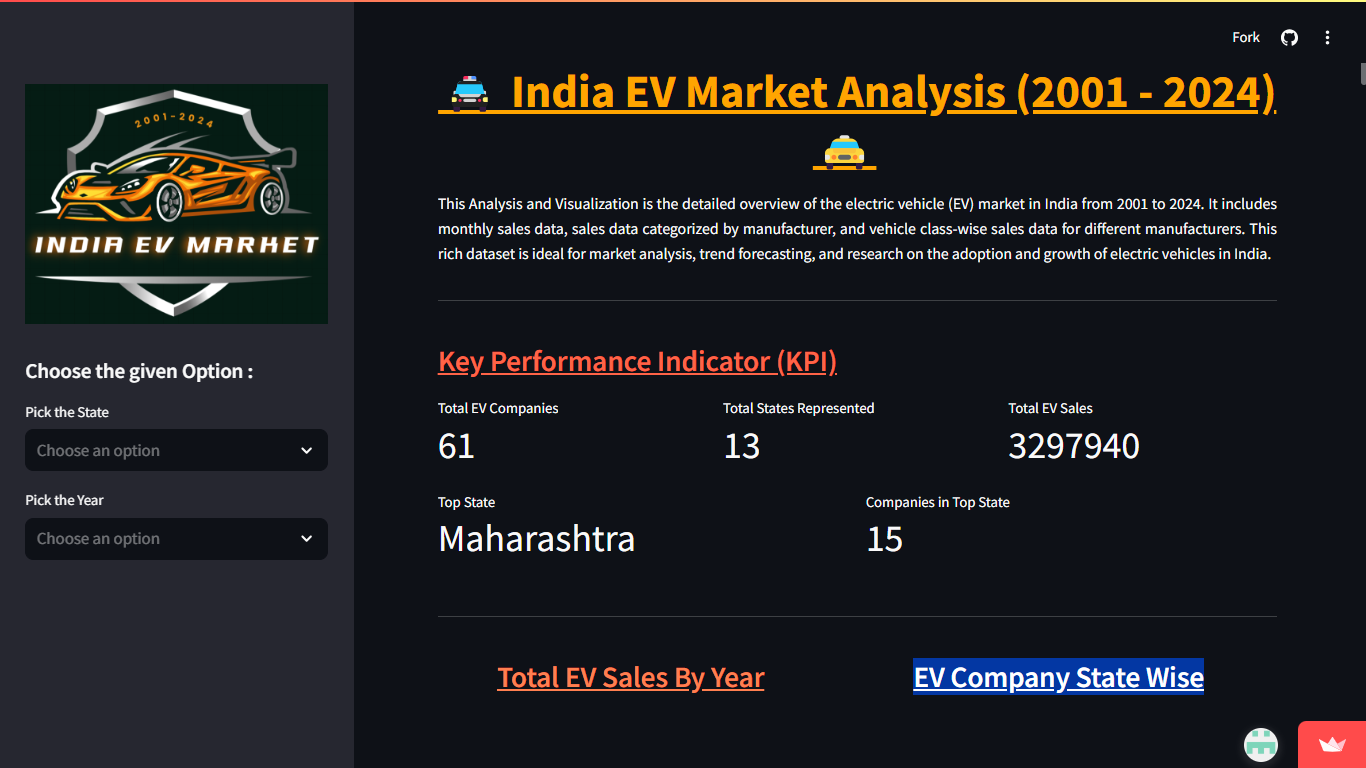 Fork
2001-2024
INDIA EV MARKET
Choose the given Option :
Pick the State
Choose an option
Pick the Year
Choose an option
India EV Market Analysis (2001 - 2024)
This Analysis and Visualization is the detailed overview of the electric vehicle (EV) market in India from 2001 to 2024. It includes
monthly sales data, sales data categorized by manufacturer, and vehicle class-wise sales data for different manufacturers. This
rich dataset is ideal for market analysis, trend forecasting, and research on the adoption and growth of electric vehicles in India.
Key Performance Indicator (KPI)
Total EV Companies
61
Total States Represented
13
Total EV Sales
3297940
Top State
Maharashtra
Companies in Top State
15
Total EV Sales By Year
EV Company State Wise